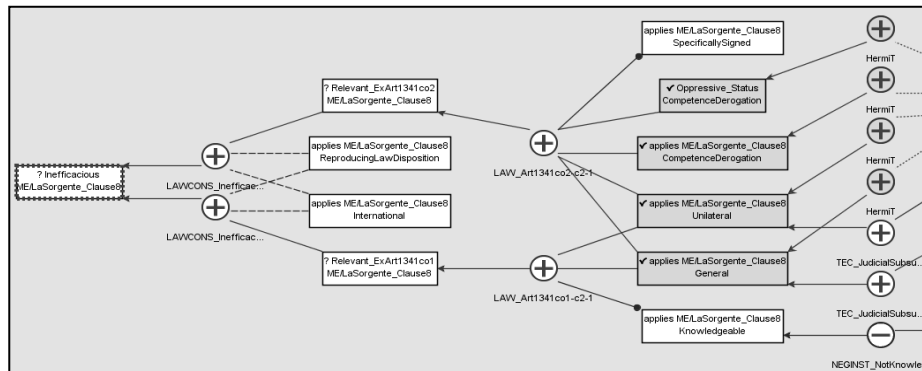 applies ME/LaSorgente_Clause8
SpecificallySigned
HermiT
? Relevant_ExArt1341co2
ME/LaSorgente_Clause8
✔ Oppressive_Status
CompetenceDerogation
HermiT
applies ME/LaSorgente_Clause8
ReproducingLawDisposition
✔ applies ME/LaSorgente_Clause8
CompetenceDerogation
LAW_Art1341co2-c2-1
HermiT
? Inefficacious
ME/LaSorgente_Clause8
LAWCONS_Inefficac...
applies ME/LaSorgente_Clause8
International
✔ applies ME/LaSorgente_Clause8
Unilateral
HermiT
LAWCONS_Inefficac...
? Relevant_ExArt1341co1
ME/LaSorgente_Clause8
✔ applies ME/LaSorgente_Clause8
General
TEC_JudicialSubsu...
LAW_Art1341co1-c2-1
applies ME/LaSorgente_Clause8
Knowledgeable
TEC_JudicialSubsu...
NEGINST_NotKnowle